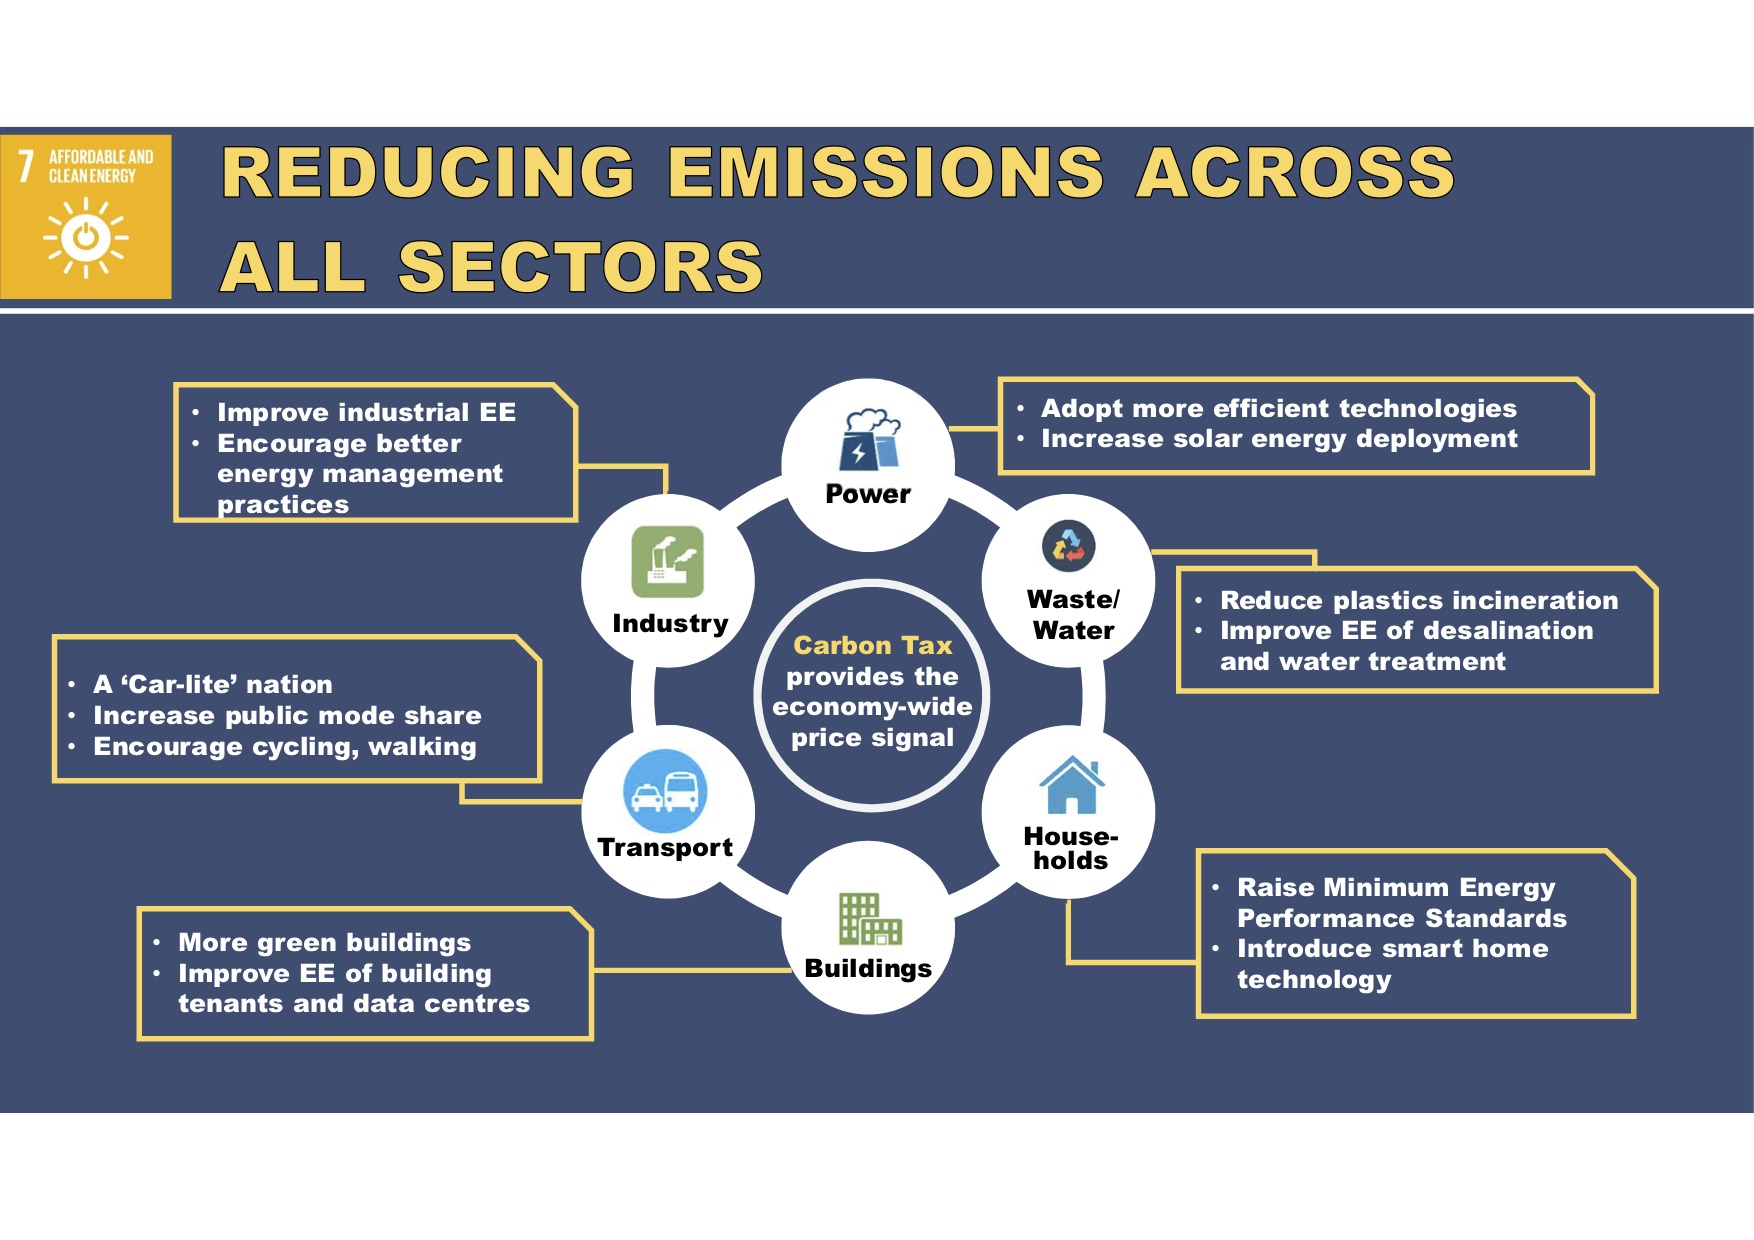 7 AFFORDABLE AND
CLEAN ENERGY
REDUCING EMISSIONS ACROSS
ALL SECTORS
• Improve industrial EE
• Encourage better
energy management
practices
Industry
Power
• Adopt more efficient technologies
• Increase solar energy deployment
Waste/
Water
• Reduce plastics incineration
• Improve EE of desalination
and water treatment
Carbon Tax
provides the
economy-wide
price signal
• A ‘Car-lite’ nation
• Increase public mode share
• Encourage cycling, walking
Transport
House-
holds
• Raise Minimum Energy
Performance Standards
• Introduce smart home
technology
• More green buildings
• Improve EE of building
tenants and data centres
Buildings